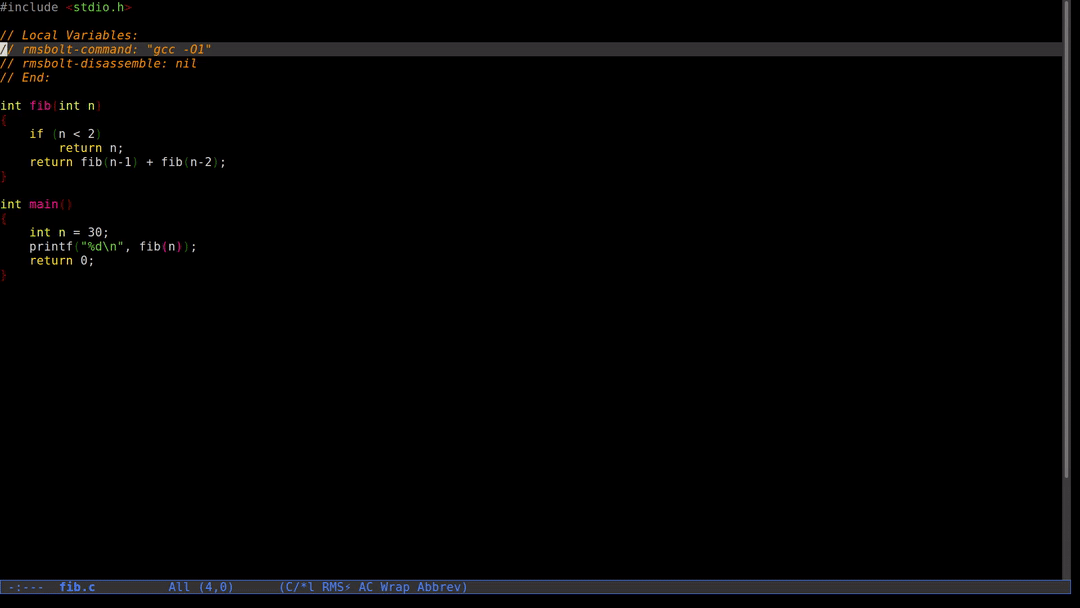 #include <stdio.h>
// Local Variables:
// rmsbolt-command: "gcc -O1"
// rmsbolt-disassemble: nil
// End:
int fib(int n)
{
    if (n < 2)
        return n;
    return fib(n-1) + fib(n-2);
}
int main()
{
    int n = 30;
    printf("%d\n", fib(n));
    return 0;
}
-:--- fib.c All (4,0) (C/*l RMS⚡ AC Wrap Abbrev)